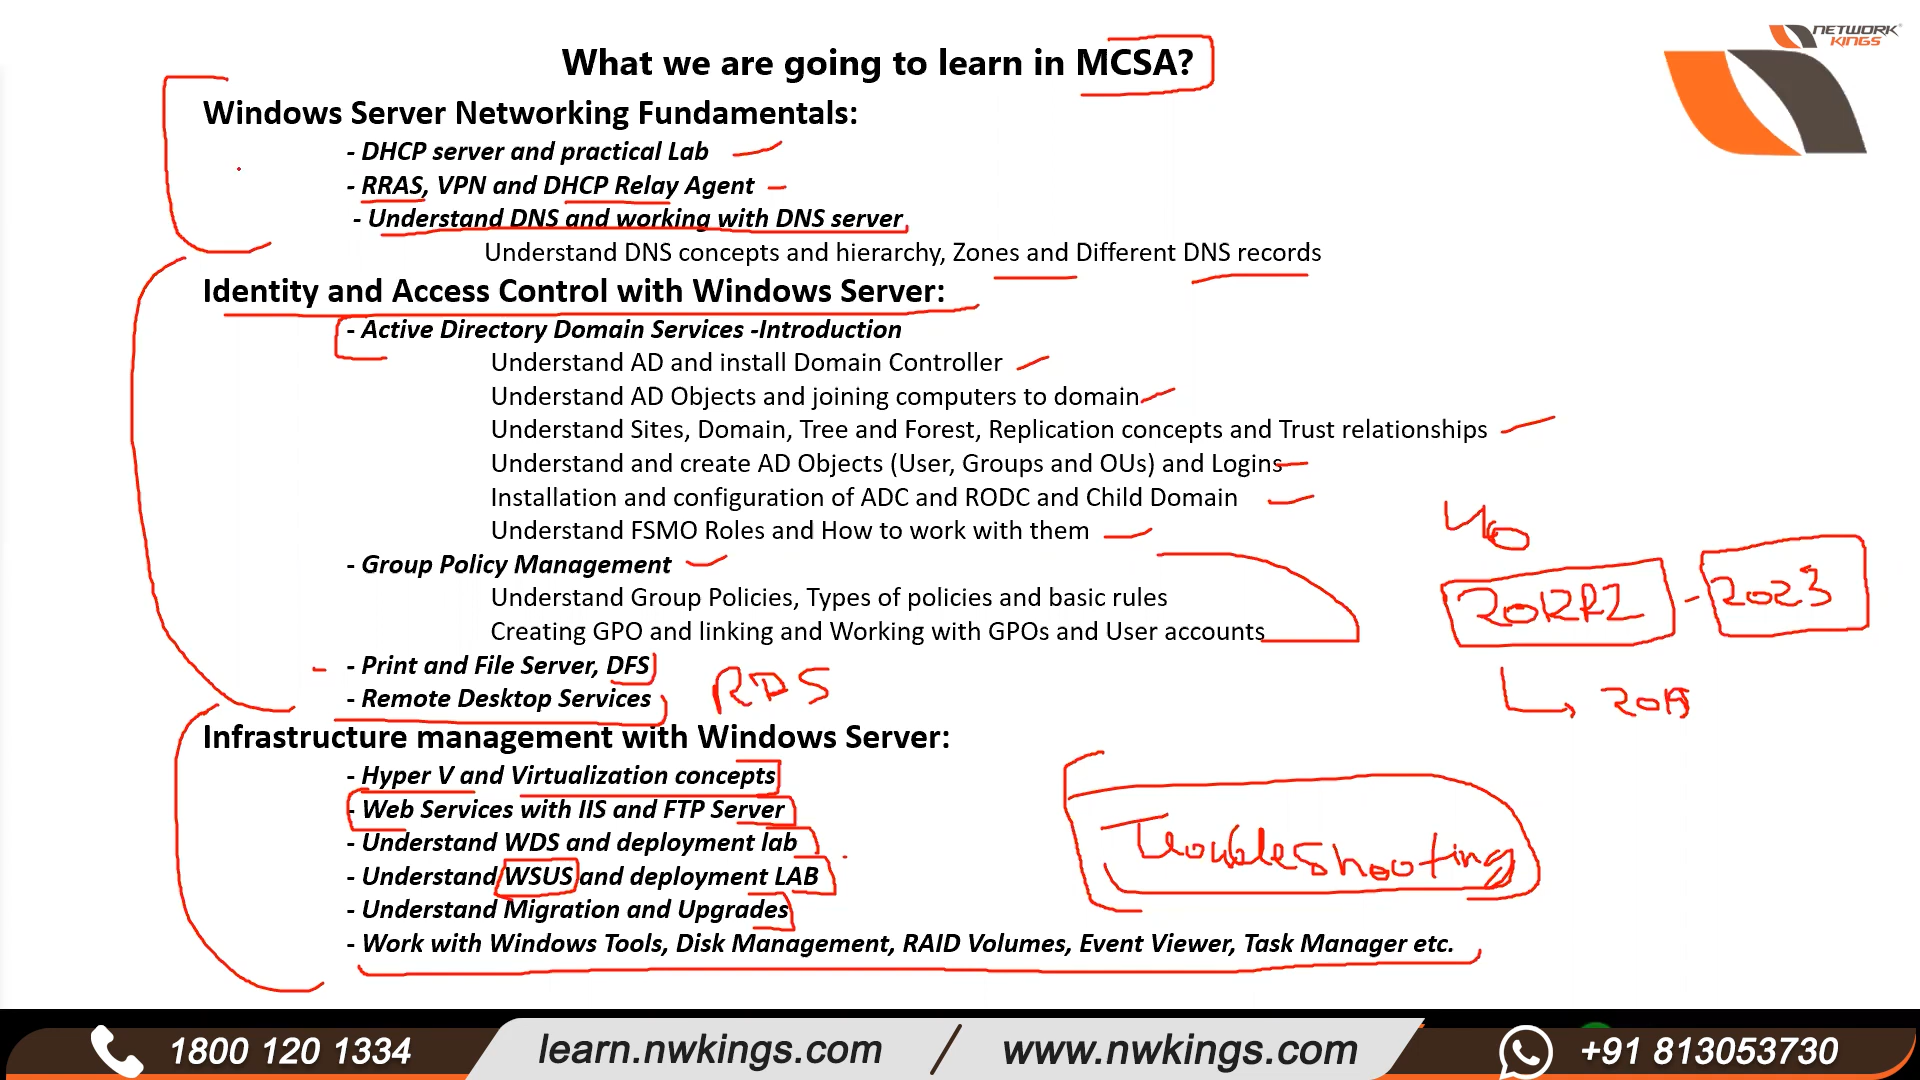 NETWORK
KINGS
What we are going to learn in MCSA?
Windows Server Networking Fundamentals:
- DHCP server and practical Lab
- RRAS, VPN and DHCP Relay Agent
- Understand DNS and working with DNS server
Understand DNS concepts and hierarchy, Zones and Different DNS records
Identity and Access Control with Windows Server:
- Active Directory Domain Services -Introduction
Understand AD and install Domain Controller
Understand AD Objects and joining computers to domain
Understand Sites, Domain, Tree and Forest, Replication concepts and Trust relationships
Understand and create AD Objects (User, Groups and OUs) and Logins
Installation and configuration of ADC and RODC and Child Domain
Understand FSMO Roles and How to work with them
- Group Policy Management
Understand Group Policies, Types of policies and basic rules
Creating GPO and linking and Working with GPOs and User accounts
2012R2 - 2023
- Print and File Server, DFS
- Remote Desktop Services
RDS
Infrastructure management with Windows Server:
- Hyper V and Virtualization concepts
- Web Services with IIS and FTP Server
- Understand WDS and deployment lab
Troubleshooting
- Understand WSUS and deployment LAB
- Understand Migration and Upgrades
- Work with Windows Tools, Disk Management, RAID Volumes, Event Viewer, Task Manager etc.
1800 120 1334
learn.nwkings.com / www.nwkings.com
+91 813053730